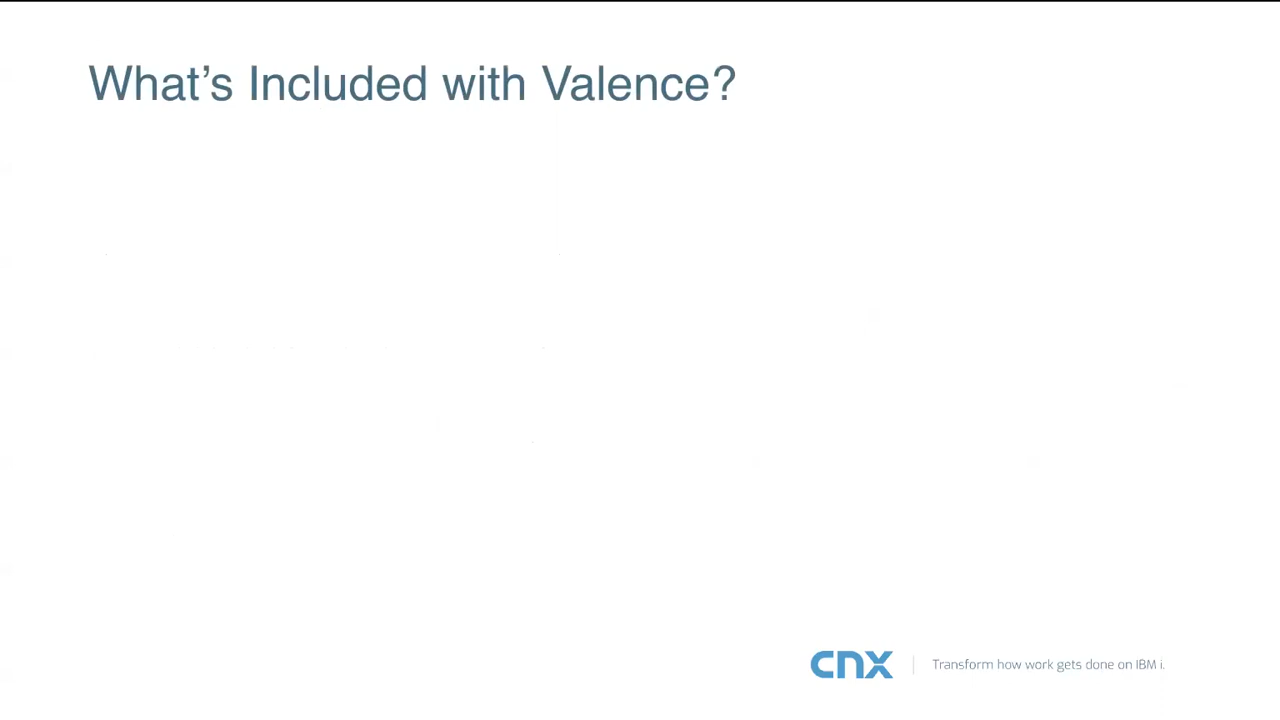 What’s Included with Valence?
cnx
Transform how work gets done on IBM i.